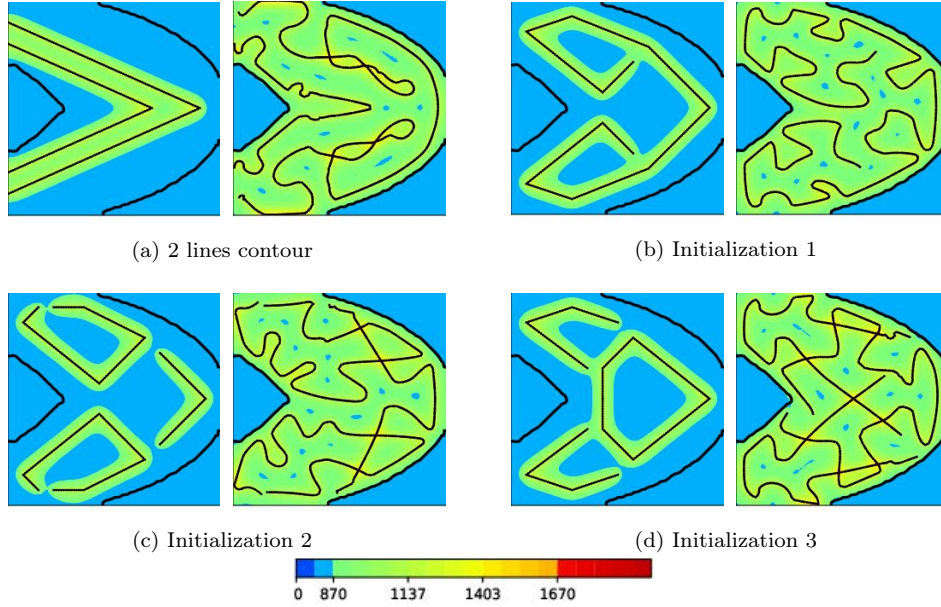 (a) 2 lines contour
(b) Initialization 1
(c) Initialization 2
(d) Initialization 3
0 870 1137 1403 1670